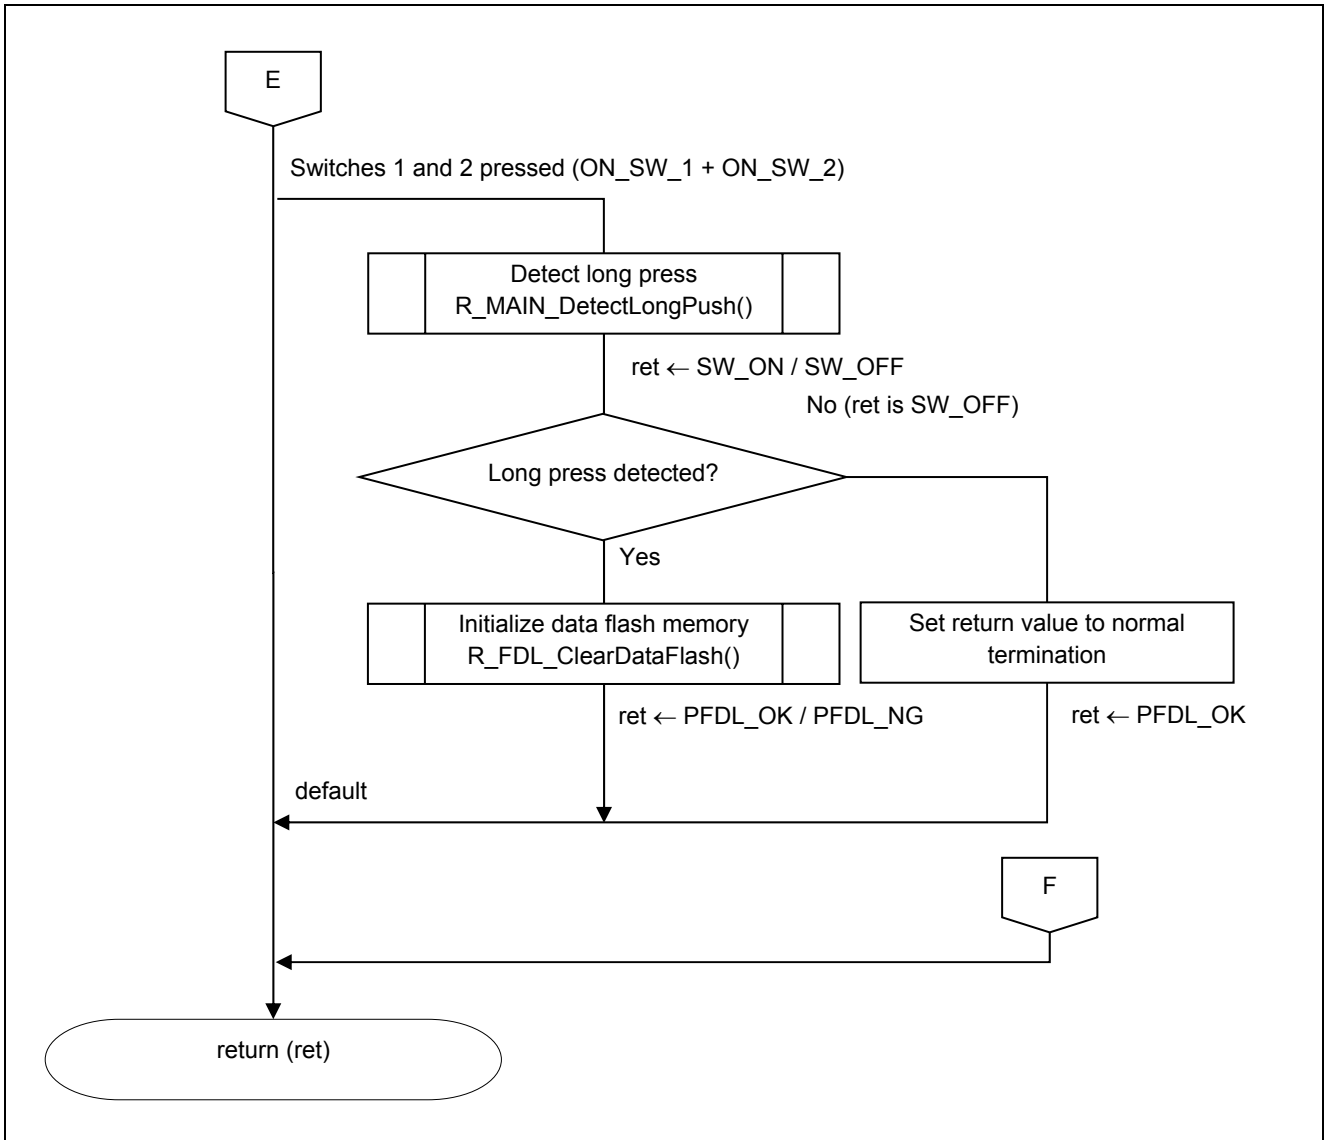 E
Switches 1 and 2 pressed (ON_SW_1 + ON_SW_2)
Detect long press
R_MAIN_DetectLongPush()
ret ← SW_ON / SW_OFF
No (ret is SW_OFF)
Long press detected?
Yes
Initialize data flash memory
R_FDL_ClearDataFlash()
Set return value to normal
termination
ret ← PFDL_OK / PFDL_NG
ret ← PFDL_OK
default
F
return (ret)